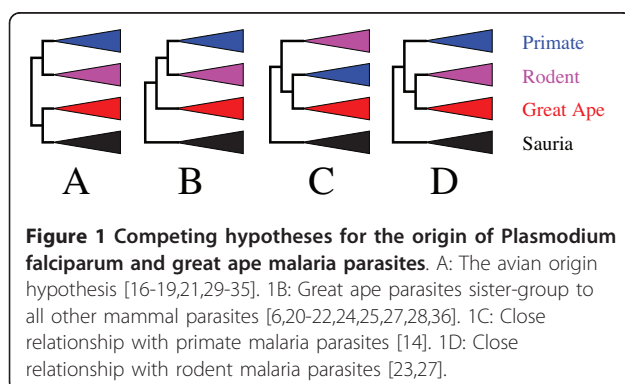 Primate
Rodent
Great Ape
Sauria
A B C D
Figure 1 Competing hypotheses for the origin of Plasmodium
falciparum and great ape malaria parasites. A: The avian origin
hypothesis [16-19,21,29-35]. 1B: Great ape parasites sister-group to
all other mammal parasites [6,20-22,24,25,27,28,36]. 1C: Close
relationship with primate malaria parasites [14]. 1D: Close
relationship with rodent malaria parasites [23,27].